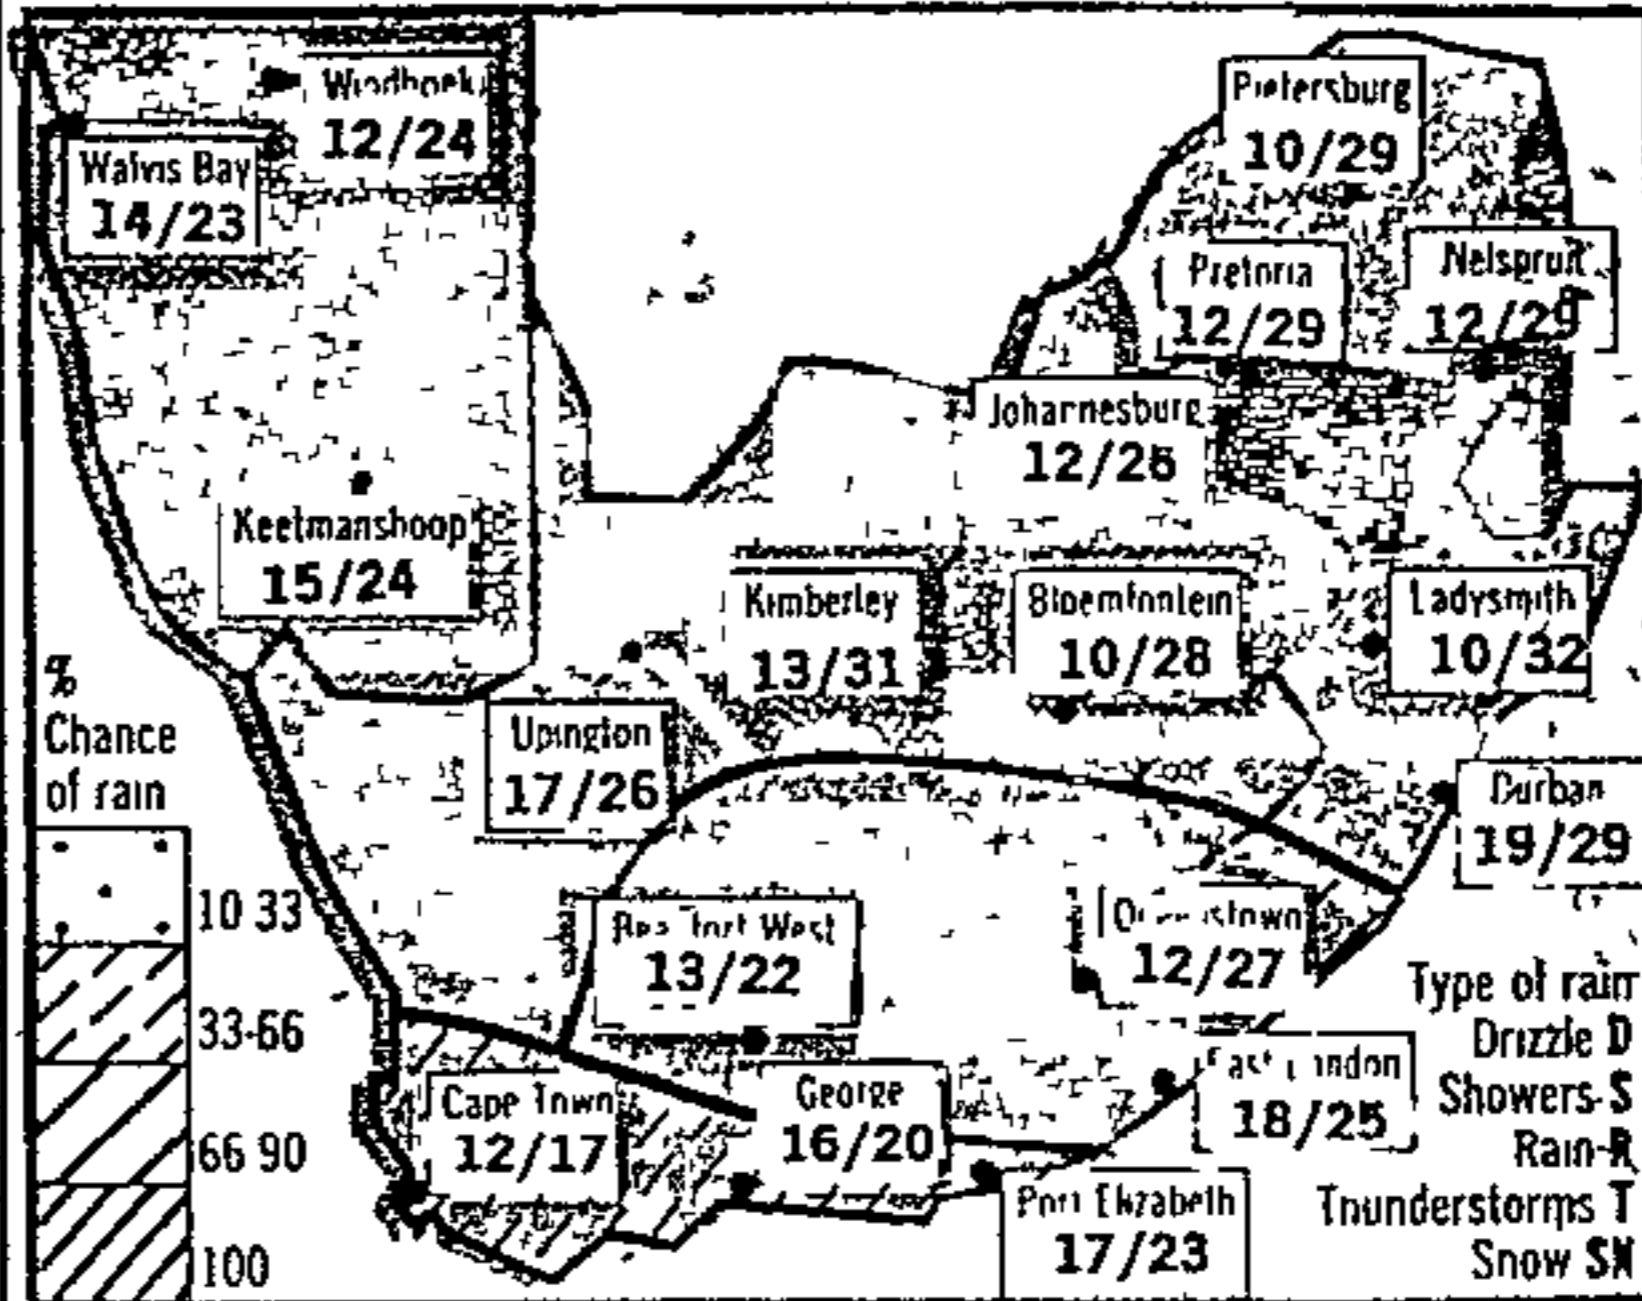 Windhoek
12/24
Walvis Bay
14/23
Pietersburg
10/29
Pretoria
12/29
Nelspruit
12/29
Johannesburg
12/26
Keetmanshoop
15/24
Kimberley
13/31
Bloemfontein
10/28
Ladysmith
10/32
Upington
17/26
Durban
19/29
13/22
West
12/27
Cape Town
12/17
George
16/20
18/25
Port Elizabeth
17/23
%
Chance
of rain
10 33
33-66
66 90
100
Type of rain
Drizzle D
Showers-S
Rain-R
Thunderstorms T
Snow SN